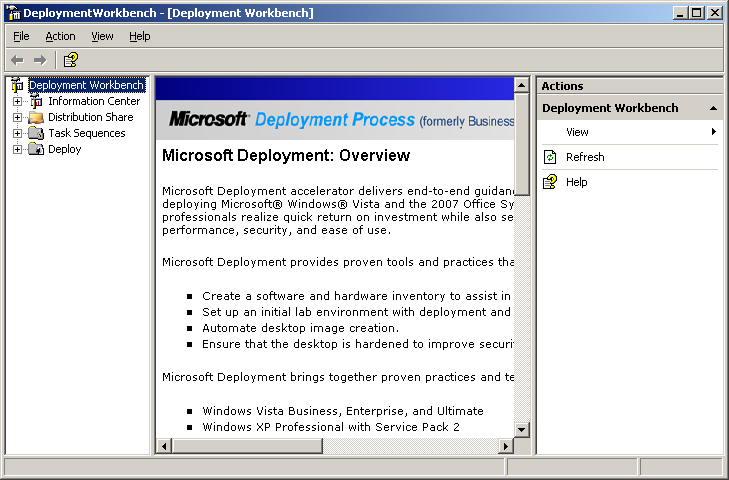 DeploymentWorkbench - [Deployment Workbench]
File Action View Help
Deployment Workbench
Information Center
Distribution Share
Task Sequences
Deploy
Microsoft Deployment Process (formerly Business
Microsoft Deployment: Overview
Microsoft Deployment accelerator delivers end-to-end guidanc
deploying Microsoft® Windows® Vista and the 2007 Office Sy
professionals realize quick return on investment while also se
performance, security, and ease of use.
Microsoft Deployment provides proven tools and practices tha
Create a software and hardware inventory to assist in
Set up an initial lab environment with deployment and
Automate desktop image creation.
Ensure that the desktop is hardened to improve securi
Microsoft Deployment brings together proven practices and te
Windows Vista Business, Enterprise, and Ultimate
Windows XP Professional with Service Pack 2
Actions
Deployment Workbench
View
Refresh
Help